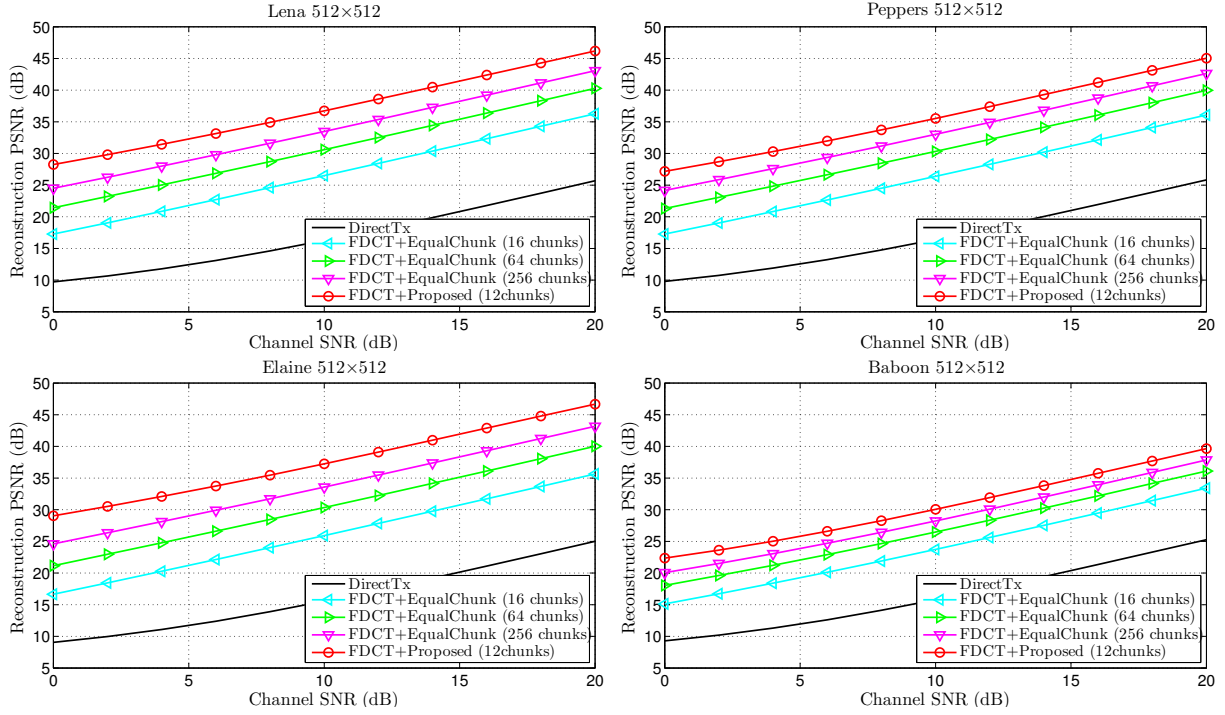 Lena 512×512
Reconstruction PSNR (dB)
50
45
40
35
30
25
20
15
10
5
DirectTx
FDCT+EqualChunk (16 chunks)
FDCT+EqualChunk (64 chunks)
FDCT+EqualChunk (256 chunks)
FDCT+Proposed (12chunks)
0 5 10 15 20
Channel SNR (dB)
Peppers 512×512
Reconstruction PSNR (dB)
50
45
40
35
30
25
20
15
10
5
DirectTx
FDCT+EqualChunk (16 chunks)
FDCT+EqualChunk (64 chunks)
FDCT+EqualChunk (256 chunks)
FDCT+Proposed (12chunks)
0 5 10 15 20
Channel SNR (dB)
Elaine 512×512
Reconstruction PSNR (dB)
50
45
40
35
30
25
20
15
10
5
DirectTx
FDCT+EqualChunk (16 chunks)
FDCT+EqualChunk (64 chunks)
FDCT+EqualChunk (256 chunks)
FDCT+Proposed (12chunks)
0 5 10 15 20
Channel SNR (dB)
Baboon 512×512
Reconstruction PSNR (dB)
50
45
40
35
30
25
20
15
10
5
DirectTx
FDCT+EqualChunk (16 chunks)
FDCT+EqualChunk (64 chunks)
FDCT+EqualChunk (256 chunks)
FDCT+Proposed (12chunks)
0 5 10 15 20
Channel SNR (dB)